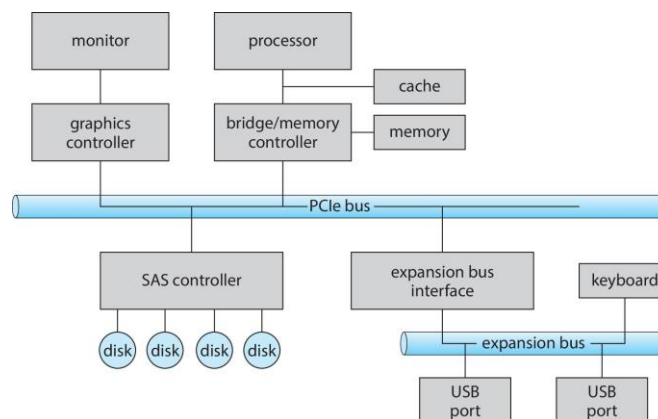 monitor
processor
cache
graphics
controller
bridge/memory
controller
memory
PCIe bus
SAS controller
expansion bus
interface
keyboard
disk
disk
disk
disk
expansion bus
USB
port
USB
port